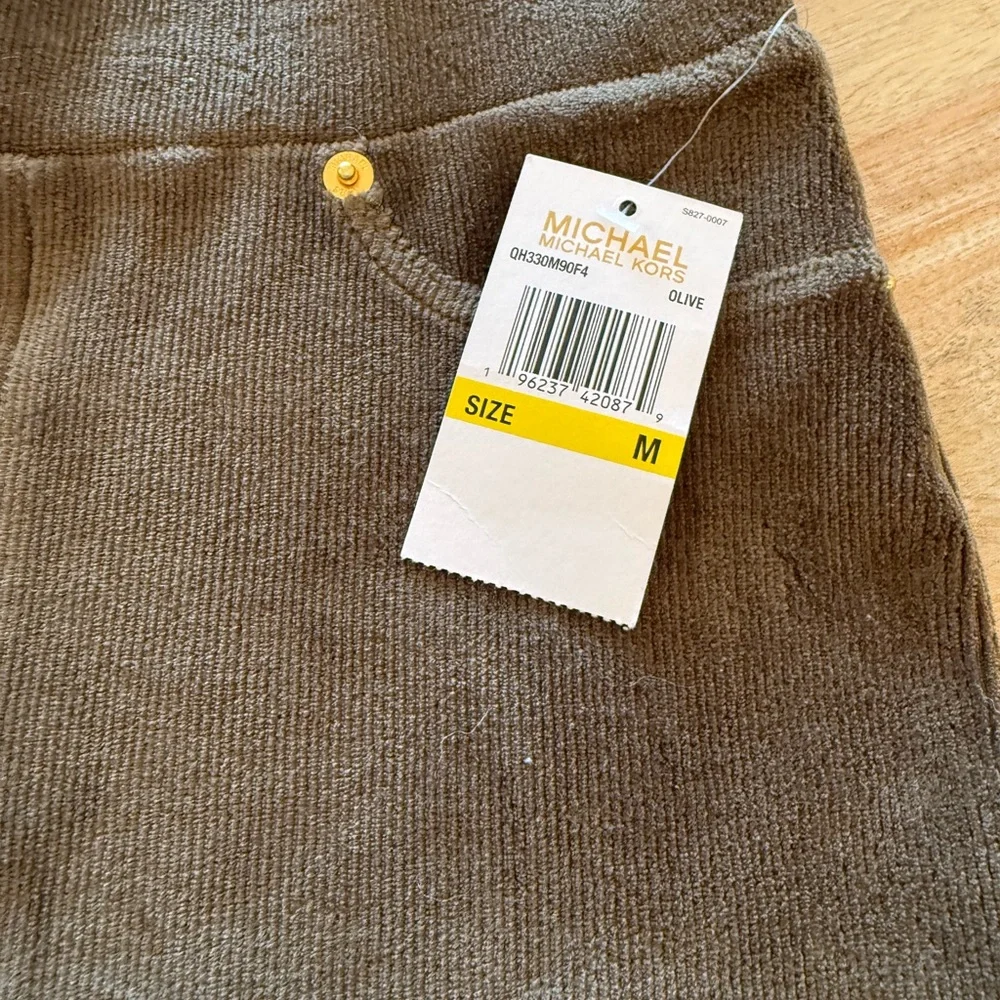 S827-0007
MICHAEL
MICHAEL KORS
QH330M90F4
OLIVE
1 96237 42087 9
SIZE M